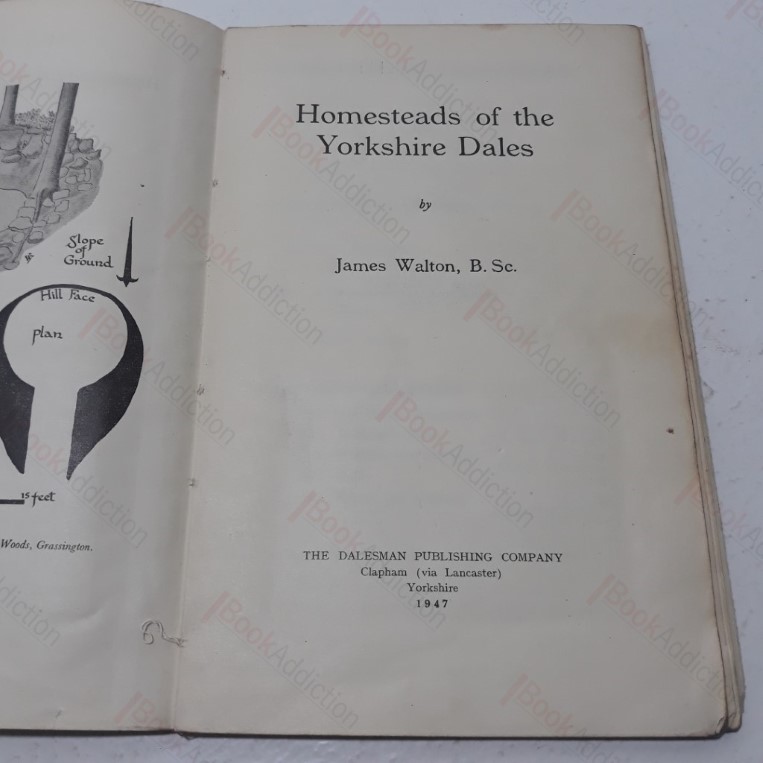 Slope
of
Ground
Hill Face
plan
15 feet
Woods, Grassington.
Homesteads of the
Yorkshire Dales
by
James Walton, B. Sc.
THE DALESMAN PUBLISHING COMPANY
Clapham (via Lancaster)
Yorkshire
1947
BookAddiction